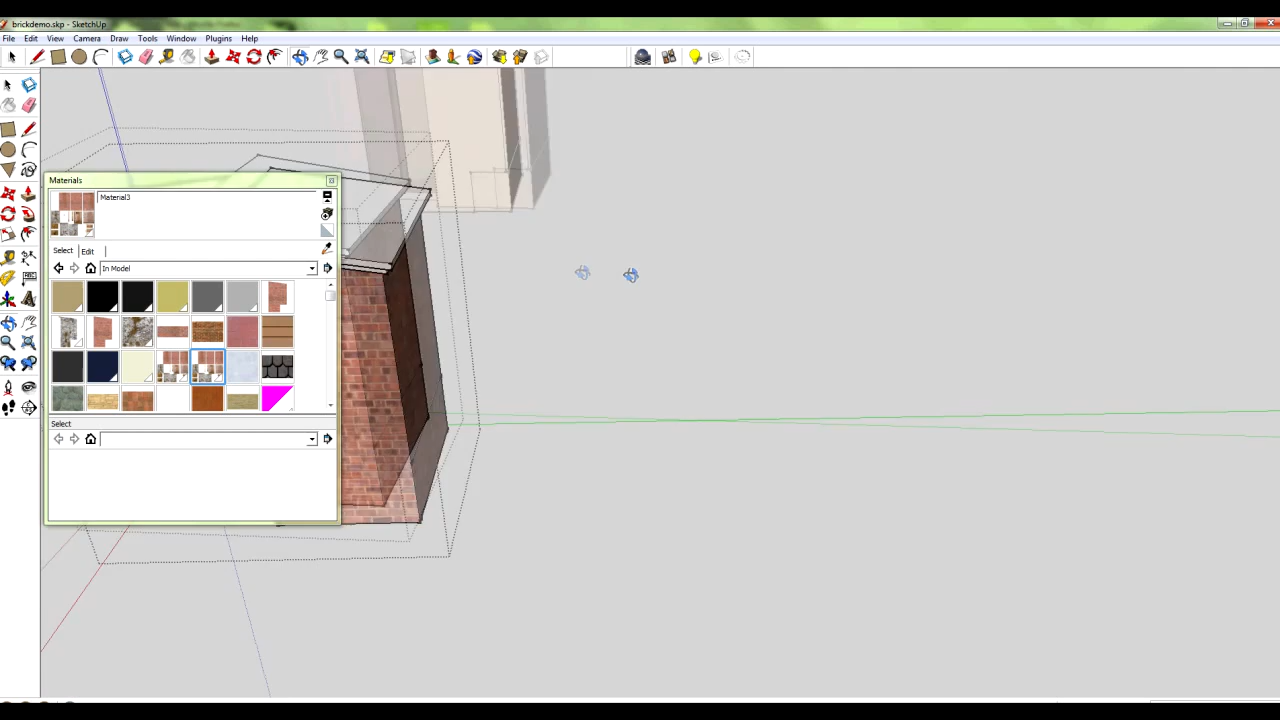 brickdemo.skp - SketchUp
File Edit View Camera Draw Tools Window Plugins Help
Materials
Material3
Select Edit
In Model
Select